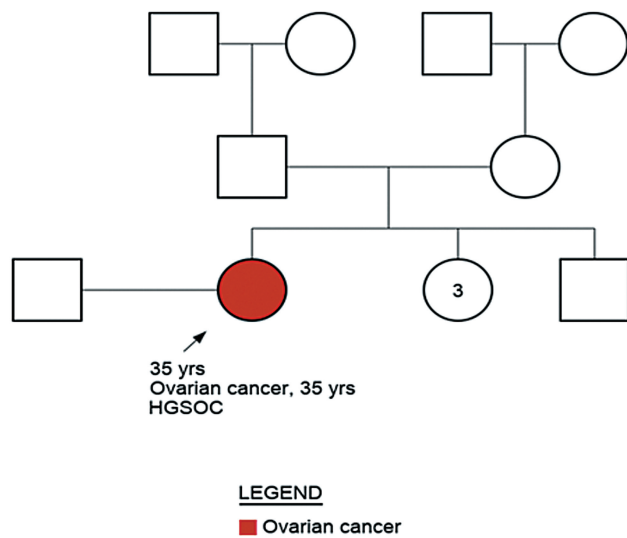 3
35 yrs
Ovarian cancer, 35 yrs
HGSOC
LEGEND
Ovarian cancer